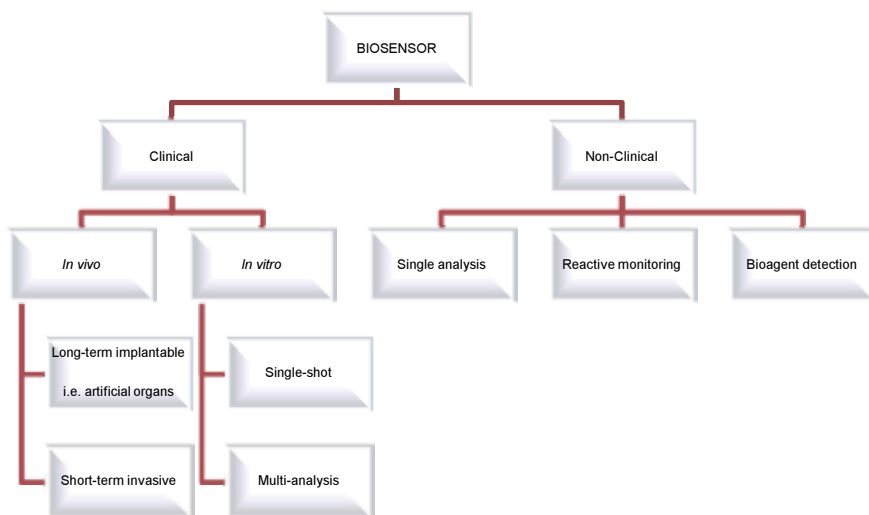 BIOSENSOR
Clinical
Non-Clinical
In vivo
In vitro
Single analysis
Reactive monitoring
Bioagent detection
Long-term implantable
i.e. artificial organs
Single-shot
Short-term invasive
Multi-analysis